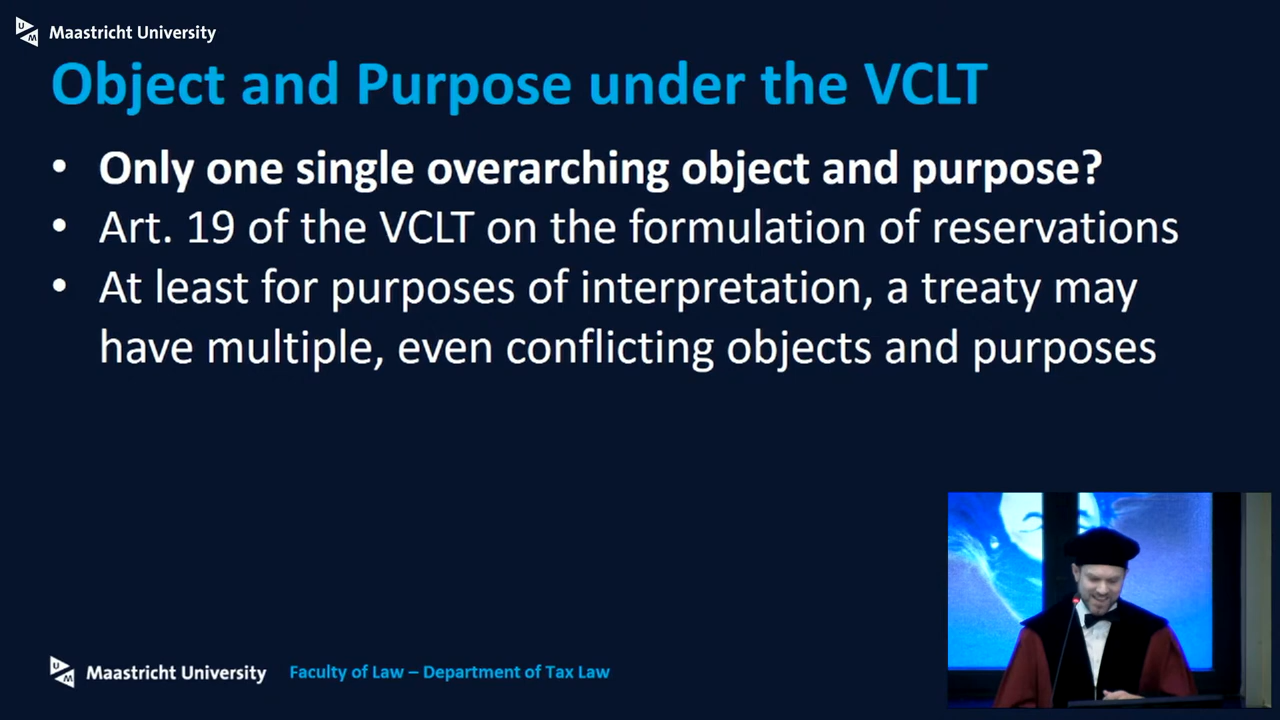 Maastricht University
Object and Purpose under the VCLT
• Only one single overarching object and purpose?
• Art. 19 of the VCLT on the formulation of reservations
• At least for purposes of interpretation, a treaty may
have multiple, even conflicting objects and purposes
Maastricht University Faculty of Law – Department of Tax Law